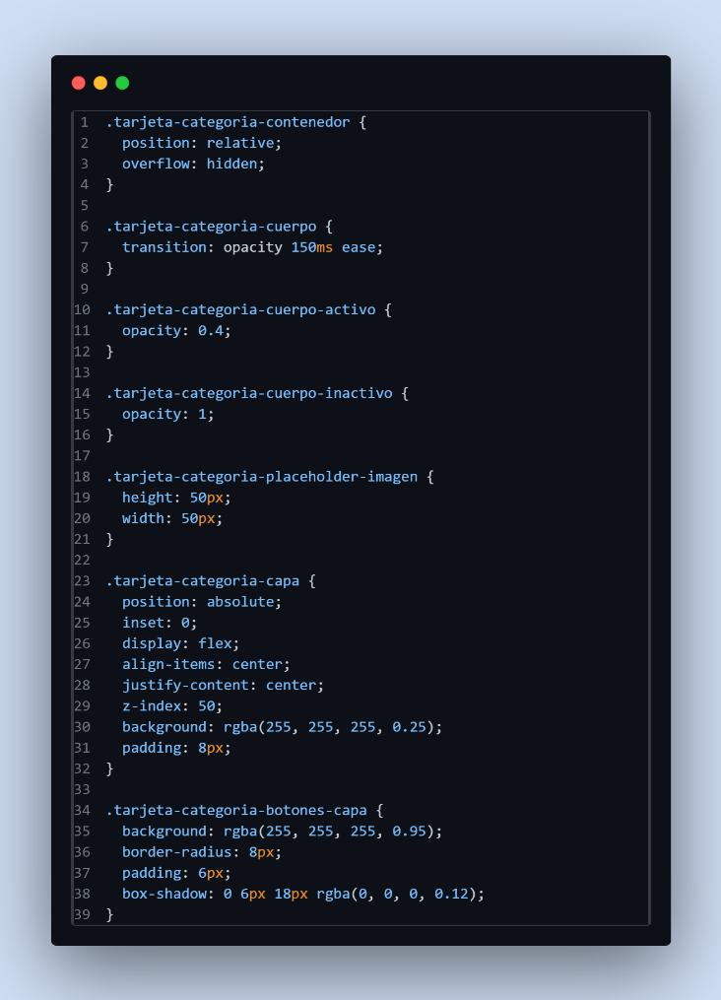 1 .tarjeta-categoria-contenedor {
2   position: relative;
3   overflow: hidden;
4 }
5
6 .tarjeta-categoria-cuerpo {
7   transition: opacity 150ms ease;
8 }
9
10 .tarjeta-categoria-cuerpo-activo {
11   opacity: 0.4;
12 }
13
14 .tarjeta-categoria-cuerpo-inactivo {
15   opacity: 1;
16 }
17
18 .tarjeta-categoria-placeholder-imagen {
19   height: 50px;
20   width: 50px;
21 }
22
23 .tarjeta-categoria-capa {
24   position: absolute;
25   inset: 0;
26   display: flex;
27   align-items: center;
28   justify-content: center;
29   z-index: 50;
30   background: rgba(255, 255, 255, 0.25);
31   padding: 8px;
32 }
33
34 .tarjeta-categoria-botones-capa {
35   background: rgba(255, 255, 255, 0.95);
36   border-radius: 8px;
37   padding: 6px;
38   box-shadow: 0 6px 18px rgba(0, 0, 0, 0.12);
39 }